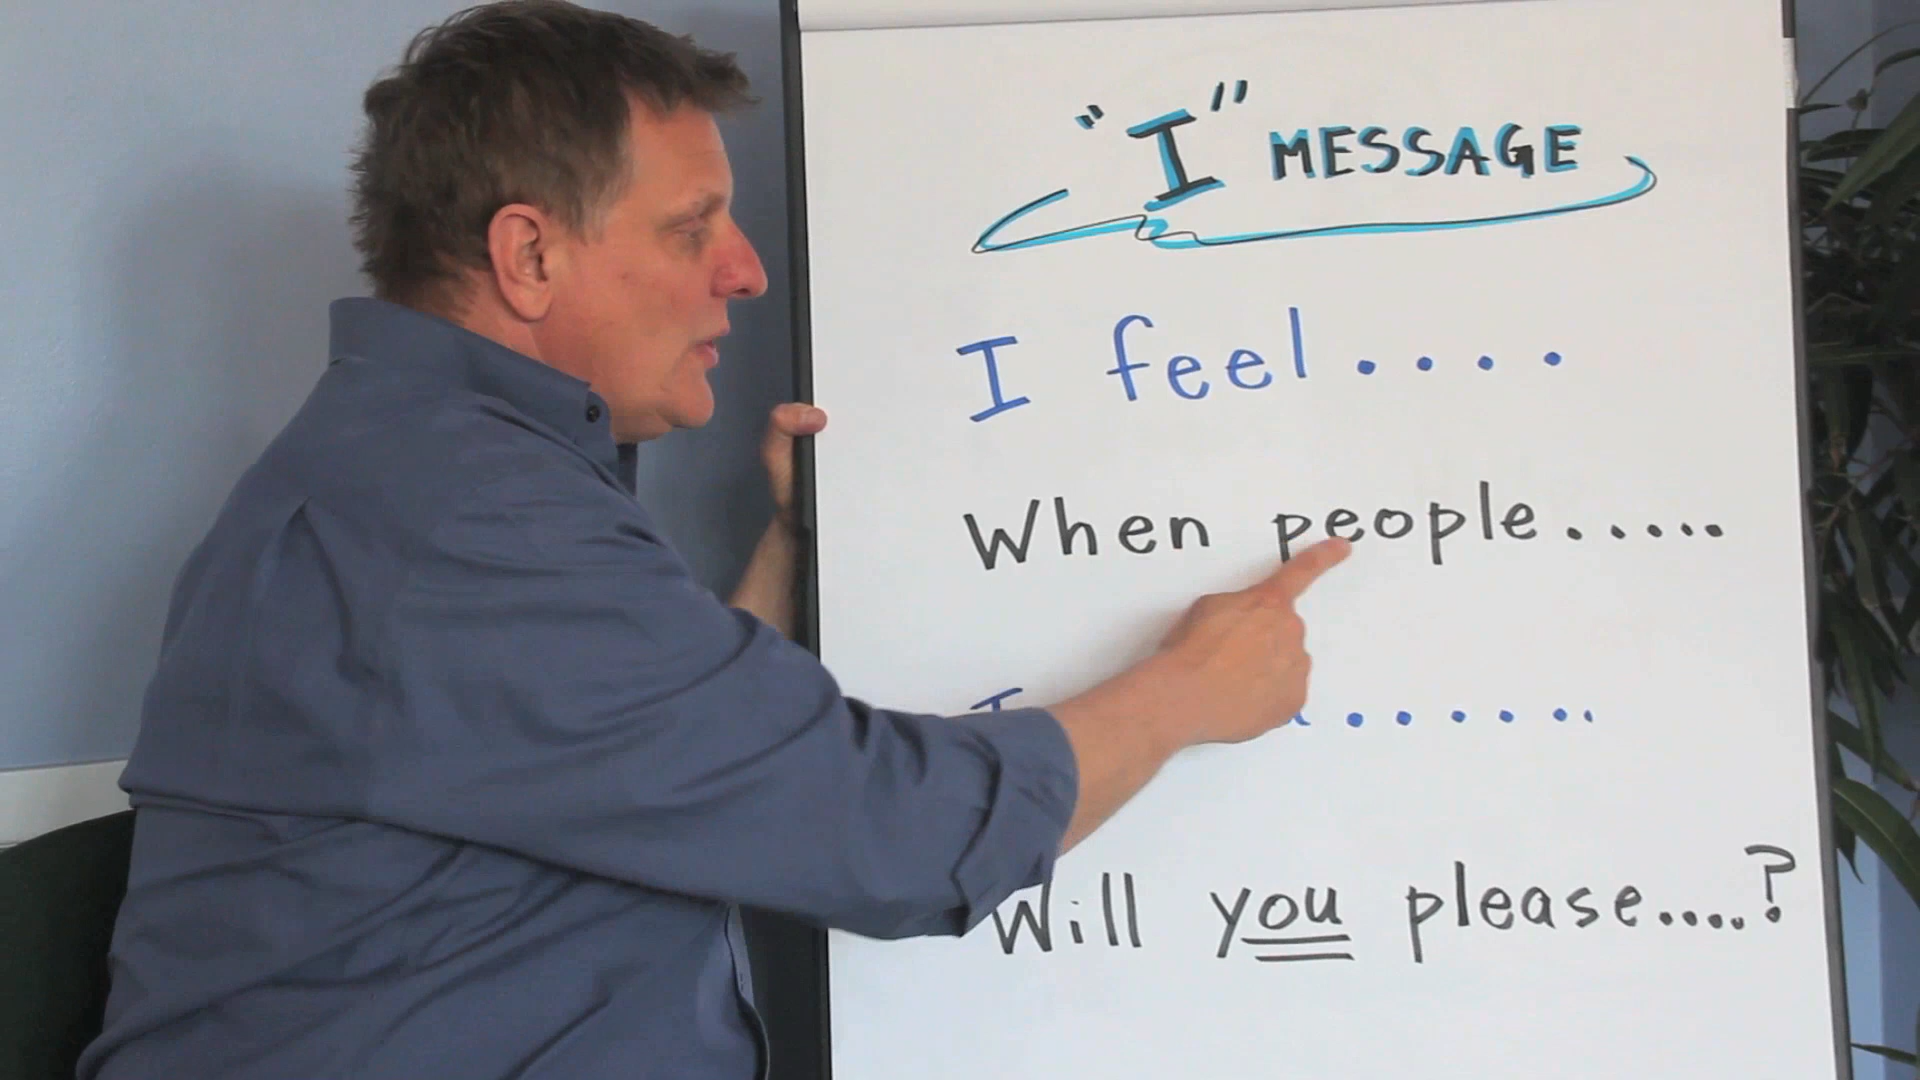 "I" MESSAGE
I feel....
When people.....
I ......
Will you please....?